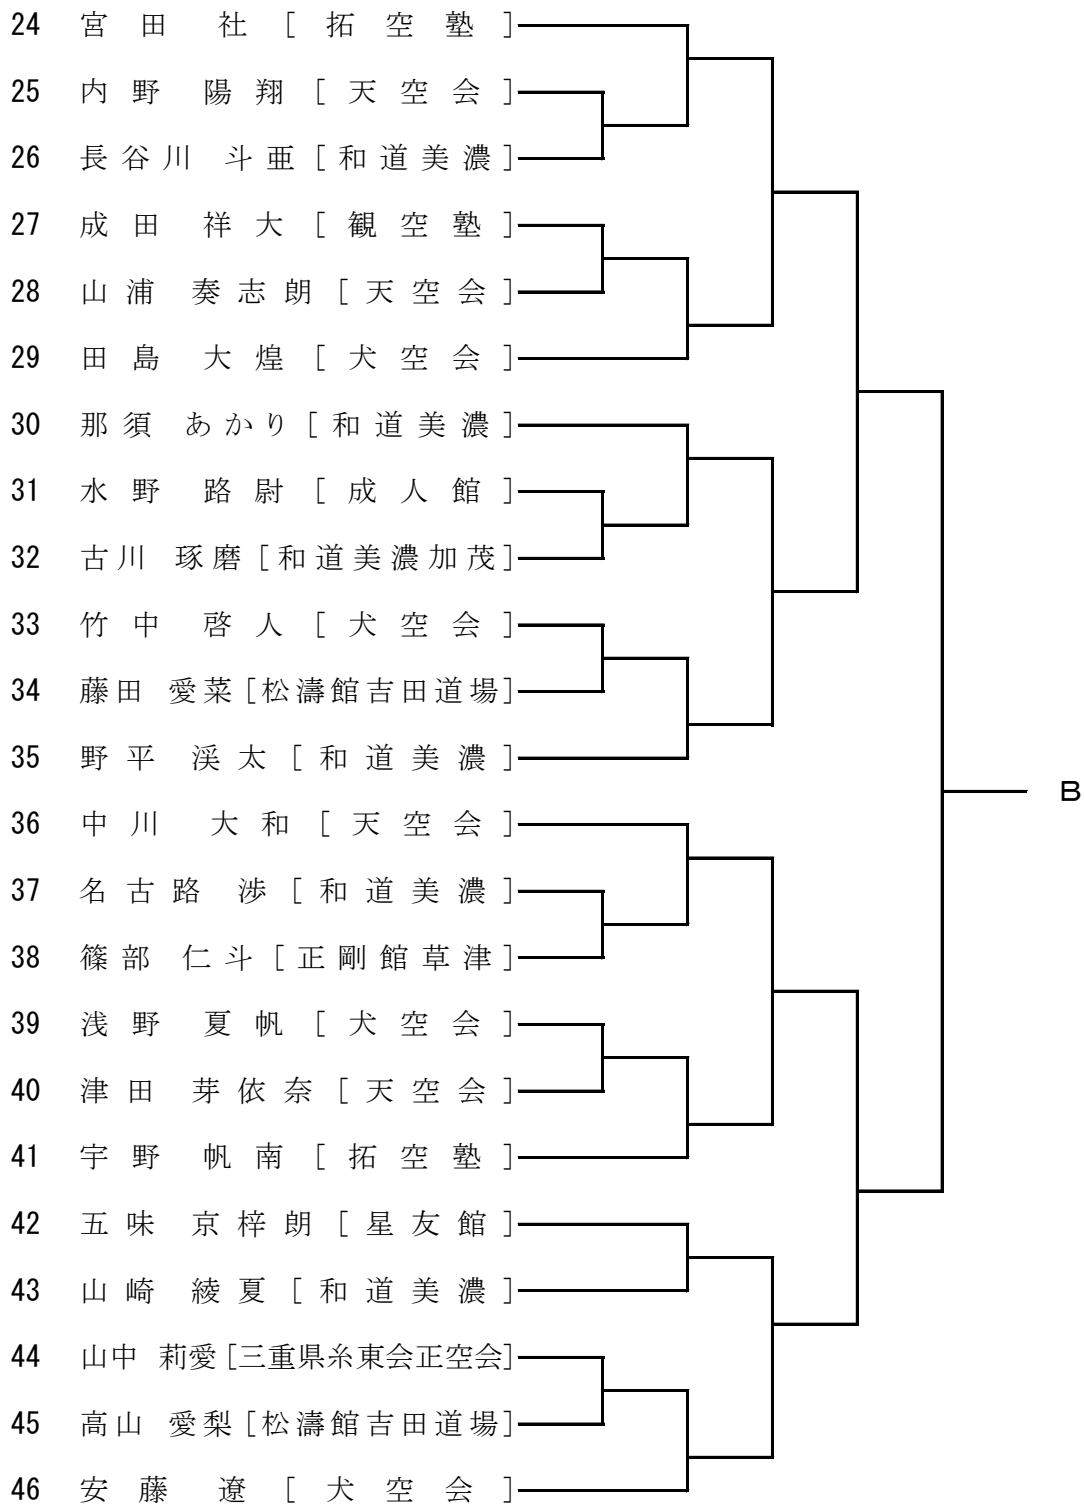 24 宮田 社 [拓空塾]
25 内野 陽翔 [天空会]
26 長谷川 斗亜 [和道美濃]
27 成田 祥大 [観空塾]
28 山浦 奏志朗 [天空会]
29 田島 大煌 [犬空会]
30 那須 あかり [和道美濃]
31 水野 路尉 [成人館]
32 古川 琢磨 [和道美濃加茂]
33 竹中 啓人 [犬空会]
34 藤田 愛菜 [松濤館吉田道場]
35 野平 渓太 [和道美濃]
36 中川 大和 [天空会]
37 名古路 渉 [和道美濃]
38 篠部 仁斗 [正剛館草津]
39 浅野 夏帆 [犬空会]
40 津田 芽依奈 [天空会]
41 宇野 帆南 [拓空塾]
42 五味 京梓朗 [星友館]
43 山崎 綾夏 [和道美濃]
44 山中 莉愛 [三重県糸東会正空会]
45 高山 愛梨 [松濤館吉田道場]
46 安藤 遼 [犬空会]
B